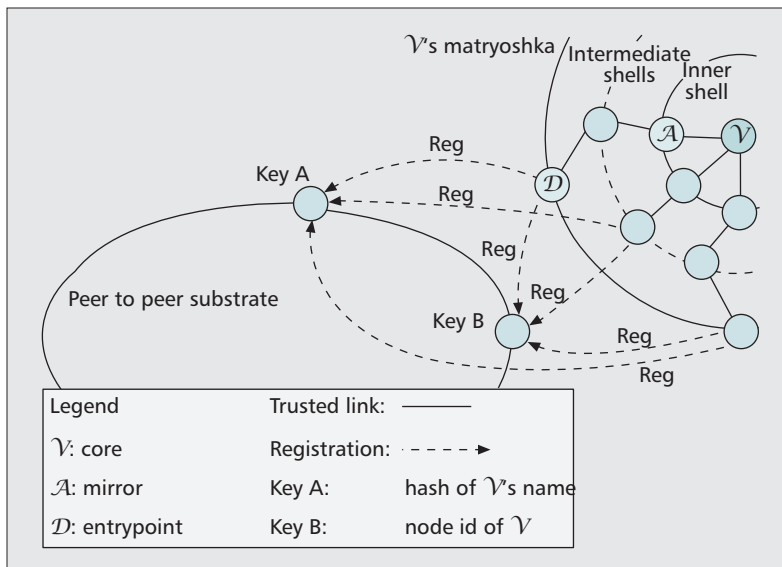 𝒱's matryoshka
Intermediate
shells
Inner
shell
𝒜
𝒱
Reg
Key A
𝒟
Reg
Reg
Peer to peer substrate
Reg
Key B
Reg
Reg
Legend
Trusted link:
𝒱: core
Registration:
𝒜: mirror
Key A: hash of 𝒱's name
𝒟: entrypoint
Key B: node id of 𝒱